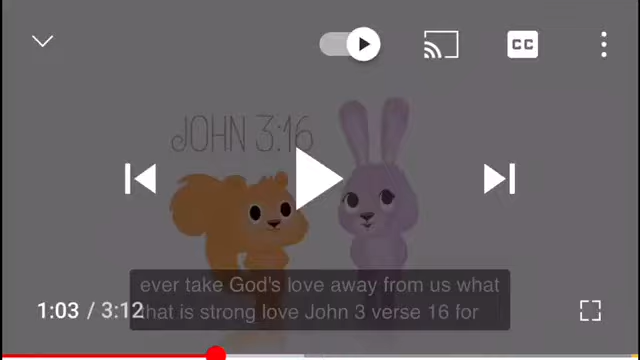 CC
JOHN 3:16
ever take God's love away from us what
that is strong love John 3 verse 16 for
1:03 / 3:12